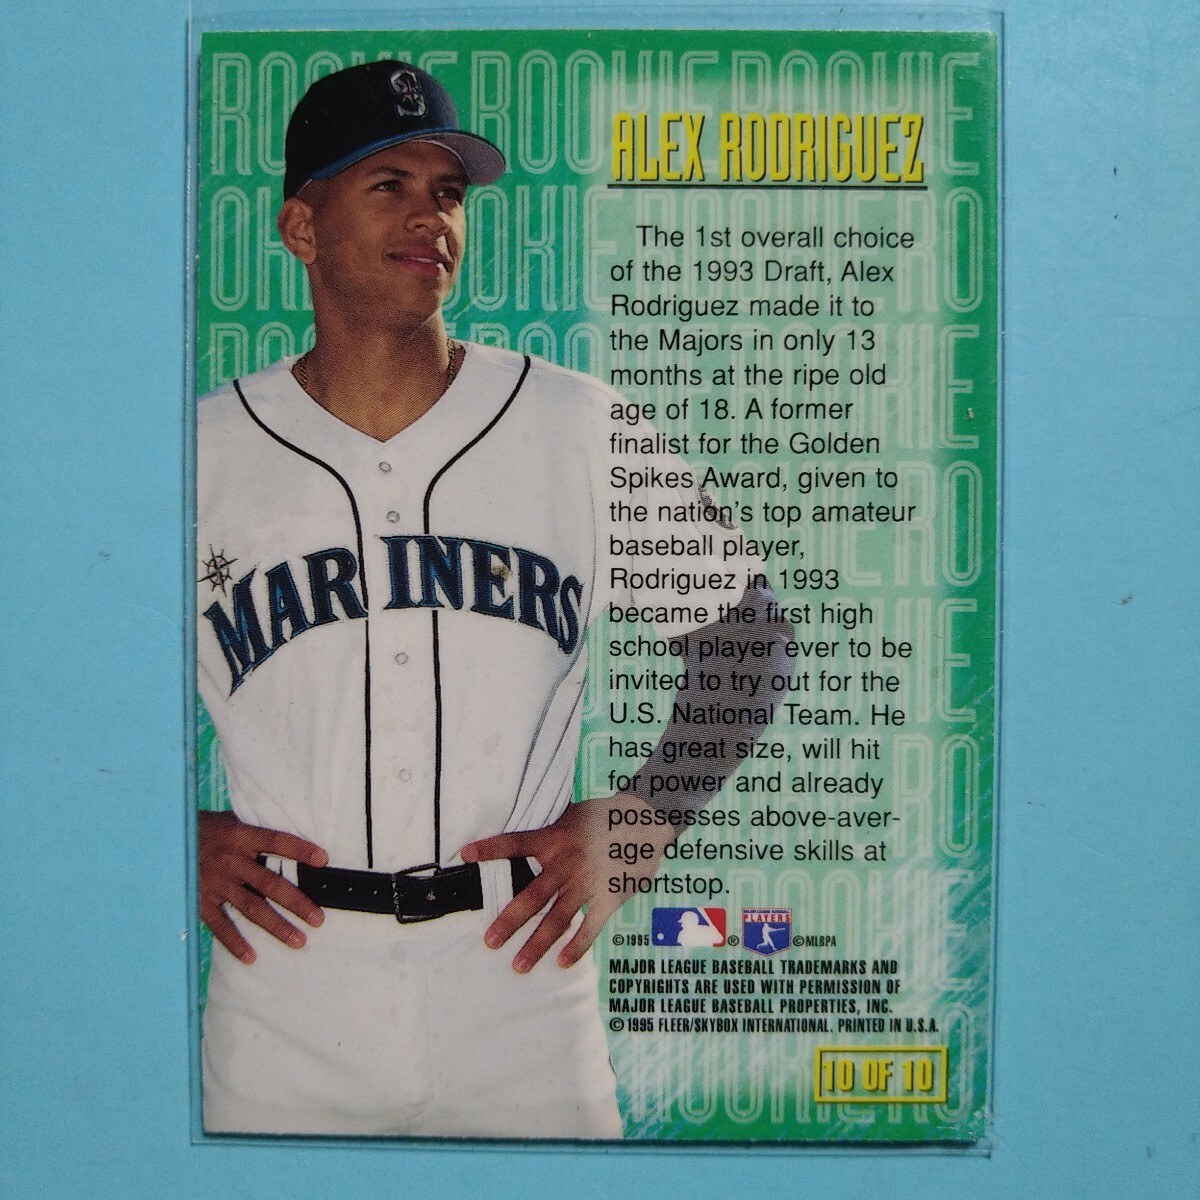 ALEX RODRIGUEZ
The 1st overall choice
of the 1993 Draft, Alex
Rodriguez made it to
the Majors in only 13
months at the ripe old
age of 18. A former
finalist for the Golden
Spikes Award, given to
the nation's top amateur
baseball player,
Rodriguez in 1993
became the first high
school player ever to be
invited to try out for the
U.S. National Team. He
has great size, will hit
for power and already
possesses above-aver-
age defensive skills at
shortstop.
MARINERS
S
©1995 ® MAJOR LEAGUE BASEBALL PLAYERS ©MLBPA
MAJOR LEAGUE BASEBALL TRADEMARKS AND
COPYRIGHTS ARE USED WITH PERMISSION OF
MAJOR LEAGUE BASEBALL PROPERTIES, INC.
©1995 FLEER/SKYBOX INTERNATIONAL. PRINTED IN U.S.A.
10 OF 10